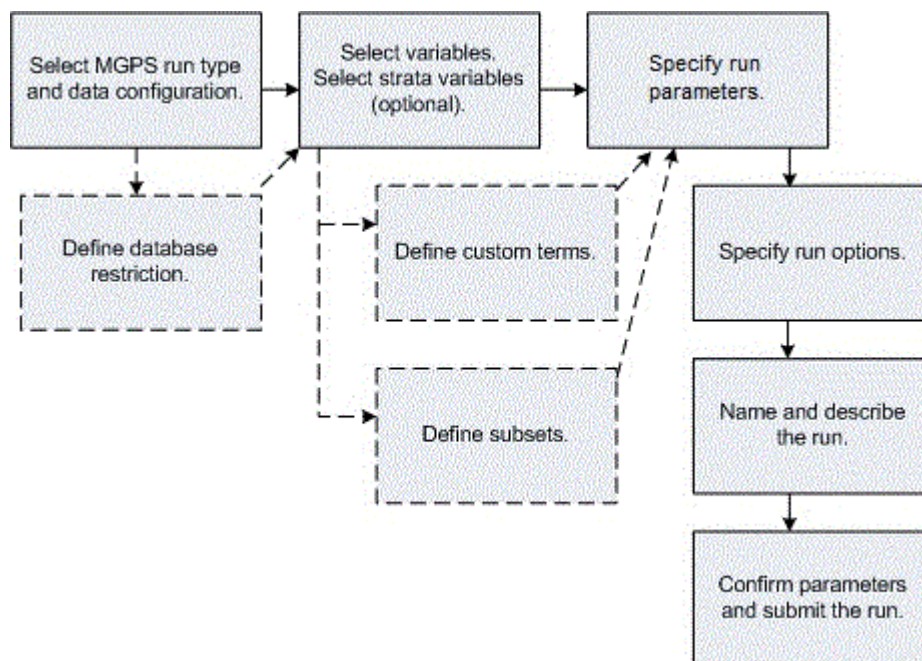 Select MGPS run type
and data configuration.
Select variables.
Select strata variables
(optional).
Specify run
parameters.
Define database
restriction.
Define custom terms.
Specify run options.
Define subsets.
Name and describe
the run.
Confirm parameters
and submit the run.